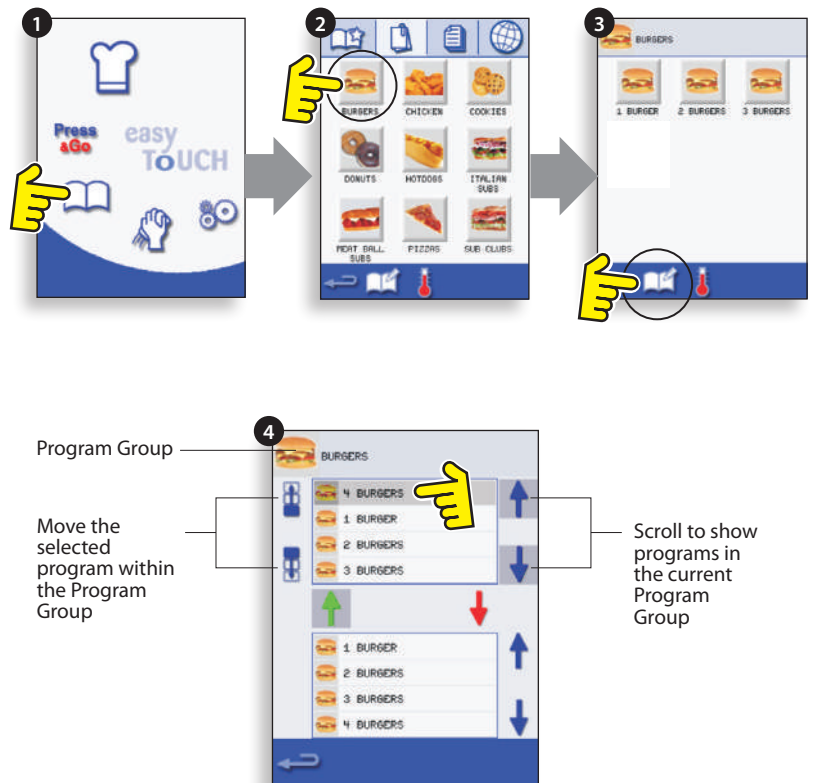 1
Press
&Go
easy
ToUCH
2
BURGERS
CHICKEN
COOKIES
DONUTS
HOTDOGS
ITALIAN
SUBS
MEAT BALL
SUBS
PIZZAS
SUB CLUBS
3
BURGERS
1 BURGER
2 BURGERS
3 BURGERS
4
Program Group
BURGERS
4 BURGERS
1 BURGER
2 BURGERS
3 BURGERS
Move the
selected
program within
the Program
Group
Scroll to show
programs in
the current
Program
Group
1 BURGER
2 BURGERS
3 BURGERS
4 BURGERS